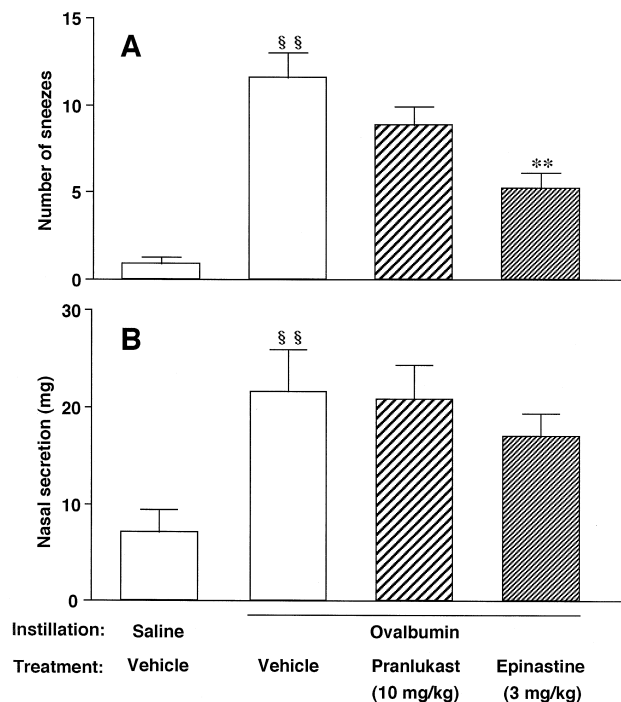 15
A
§ §
10
**
5
0
Number of sneezes
30
B
§ §
20
10
0
Nasal secretion (mg)
Instillation: Saline Ovalbumin
Treatment: Vehicle Vehicle Pranlukast Epinastine
(10 mg/kg) (3 mg/kg)